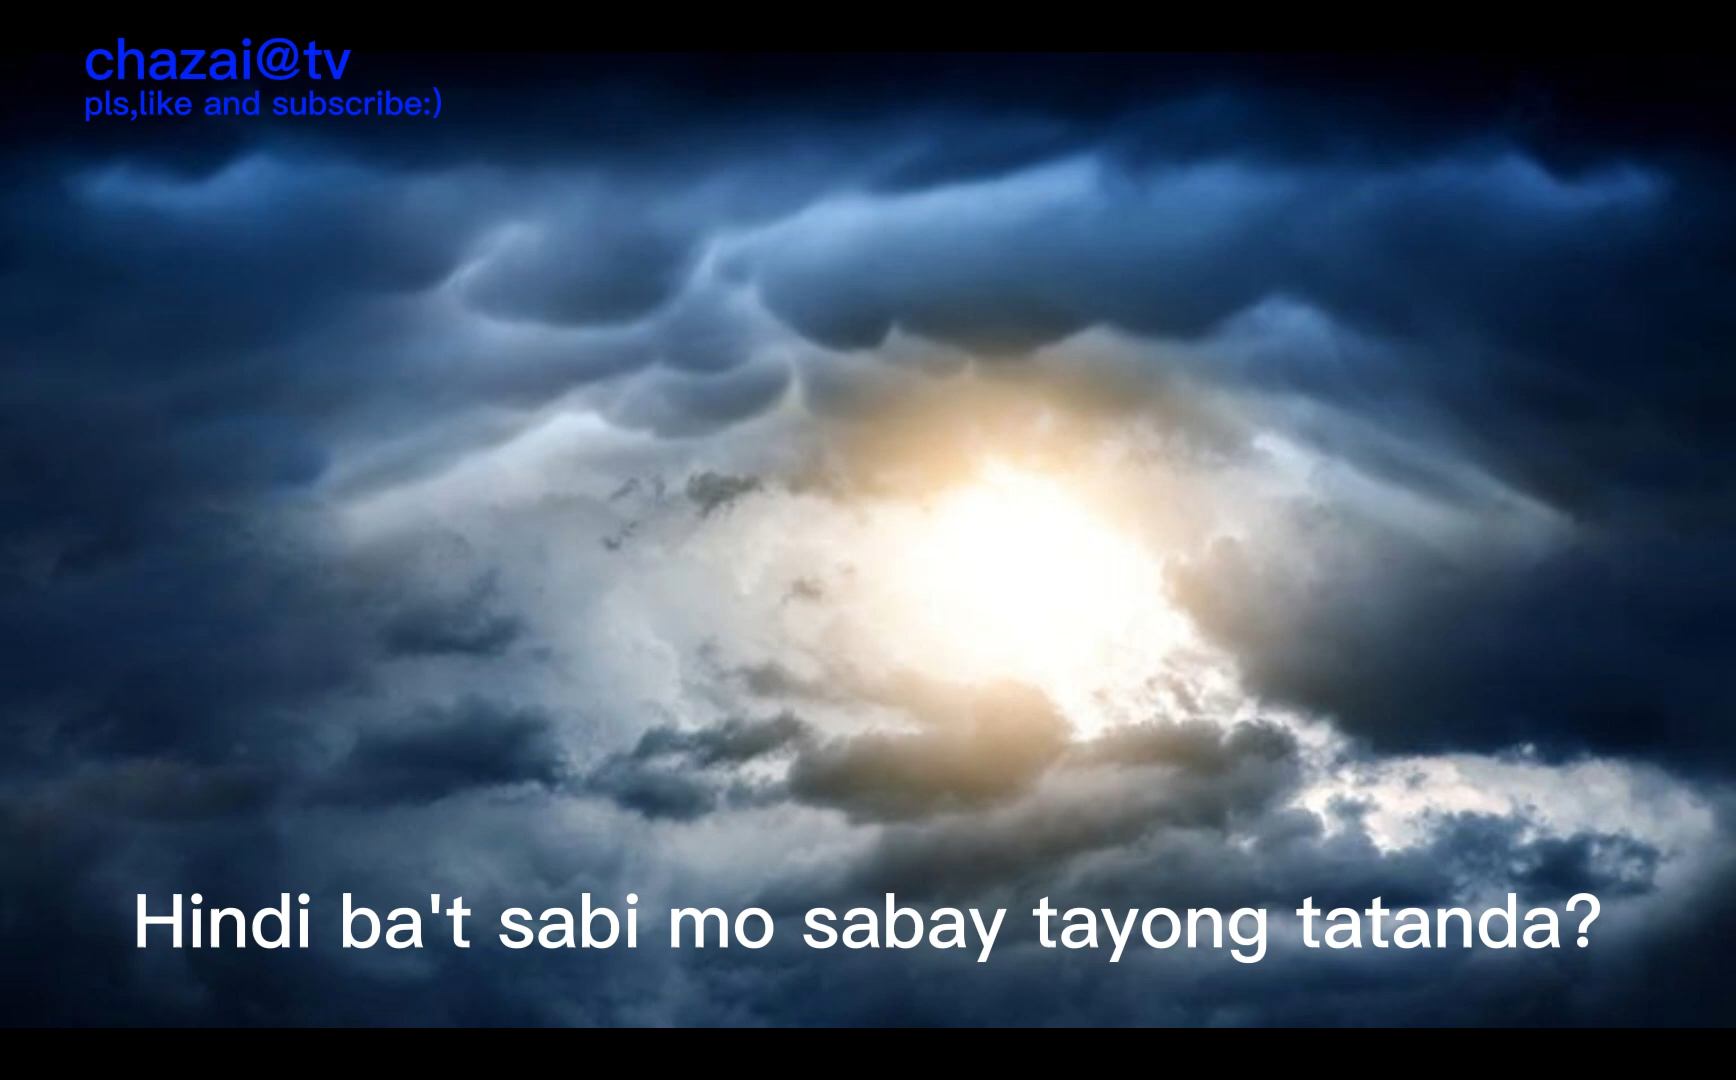 chazai@tv
pls,like and subscribe:)
Hindi ba't sabi mo sabay tayong tatanda?